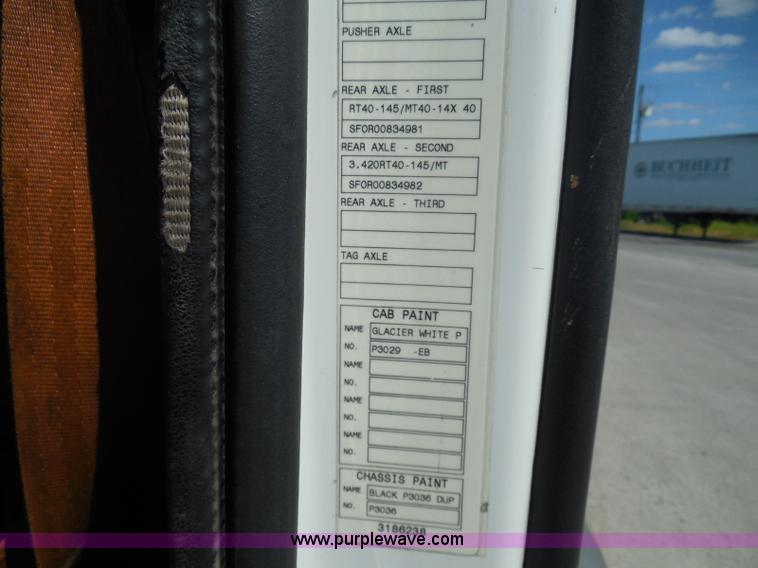 PUSHER AXLE
REAR AXLE - FIRST
RT40-145/MT40-14X 40
SFOR00834981
REAR AXLE - SECOND
3.420RT40-145/MT
SFOR00834982
REAR AXLE - THIRD
TAG AXLE
CAB PAINT
NAME GLACIER WHITE P
NO. P3029 -EB
NAME
NO.
NAME
NO.
NAME
NO.
CHASSIS PAINT
NAME BLACK P3036 DUP
NO. P3036
3186238
BUCHHEIT
www.purplewave.com